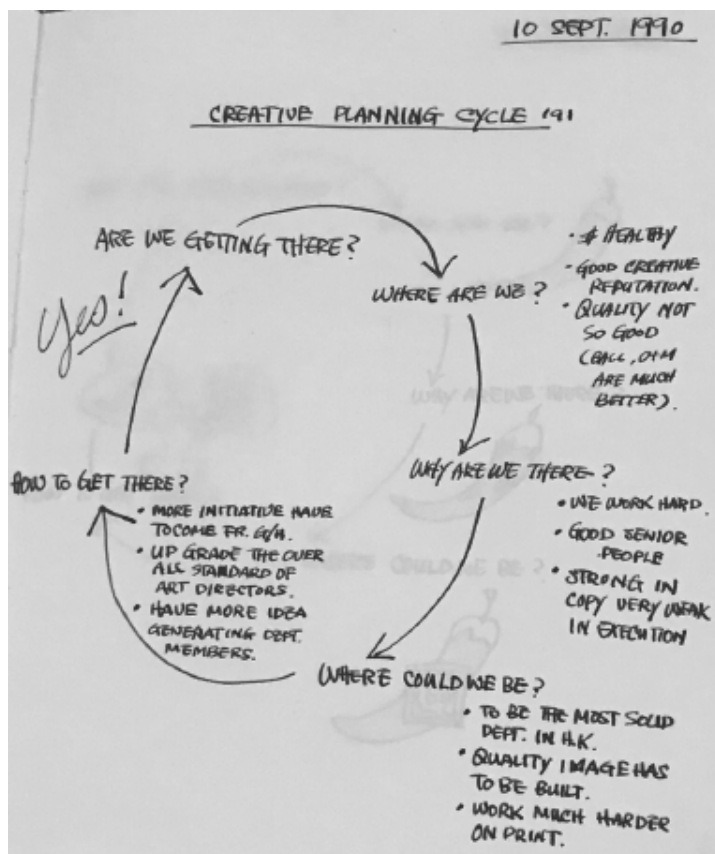 10 SEPT. 1990
CREATIVE PLANNING CYCLE '91
ARE WE GETTING THERE?
Yes!
WHERE ARE WE?
• $ HEALTHY
• GOOD CREATIVE
REPUTATION.
• QUALITY NOT
SO GOOD
(BALL, O+M
ARE MUCH
BETTER).
WHY ARE WE THERE?
• WE WORK HARD.
• GOOD SENIOR
PEOPLE
• STRONG IN
COPY VERY WEAK
IN EXECUTION
WHERE COULD WE BE?
• TO BE THE MOST SOLID
DEPT. IN H.K.
• QUALITY IMAGE HAS
TO BE BUILT.
• WORK MUCH HARDER
ON PRINT.
HOW TO GET THERE?
• MORE INITIATIVE HAVE
TO COME FR. G/H.
• UP GRADE THE OVER
ALL STANDARD OF
ART DIRECTORS.
• HAVE MORE IDEA
GENERATING DEPT.
MEMBERS.